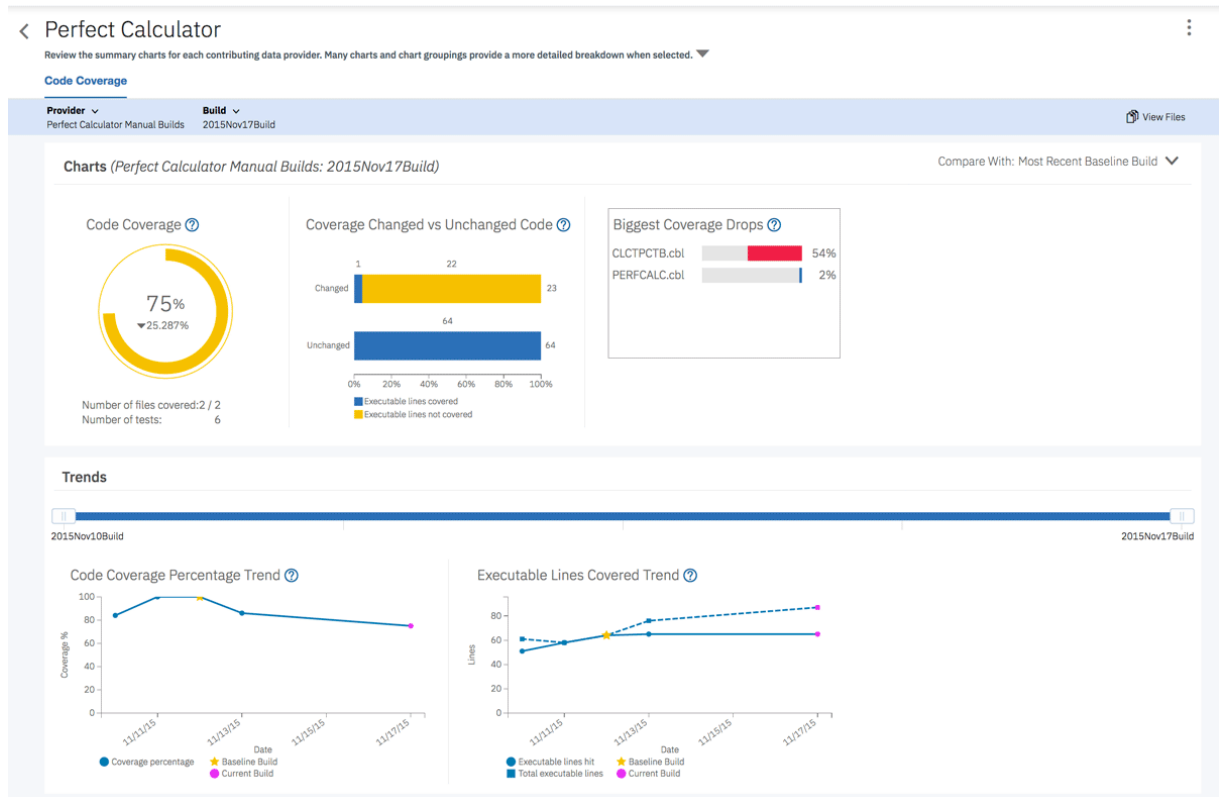 Perfect Calculator
Review the summary charts for each contributing data provider. Many charts and chart groupings provide a more detailed breakdown when selected.
Code Coverage
Provider Build
Perfect Calculator Manual Builds 2015Nov17Build
View Files
Charts (Perfect Calculator Manual Builds: 2015Nov17Build)
Compare With: Most Recent Baseline Build
Code Coverage
75%
25.287%
Number of files covered:2 / 2
Number of tests: 6
Coverage Changed vs Unchanged Code
1 22
Changed 23
64
Unchanged 64
0% 20% 40% 60% 80% 100%
Executable lines covered
Executable lines not covered
Biggest Coverage Drops
CLCTPCTB.cbl 54%
PERFCALC.cbl 2%
Trends
2015Nov10Build 2015Nov17Build
Code Coverage Percentage Trend
Coverage %
100
80
60
40
20
0
11/11/15 11/13/15 11/15/15 11/17/15
Date
Coverage percentage Baseline Build
Current Build
Executable Lines Covered Trend
Lines
80
60
40
20
0
11/11/15 11/13/15 11/15/15 11/17/15
Date
Executable lines hit Baseline Build
Total executable lines Current Build